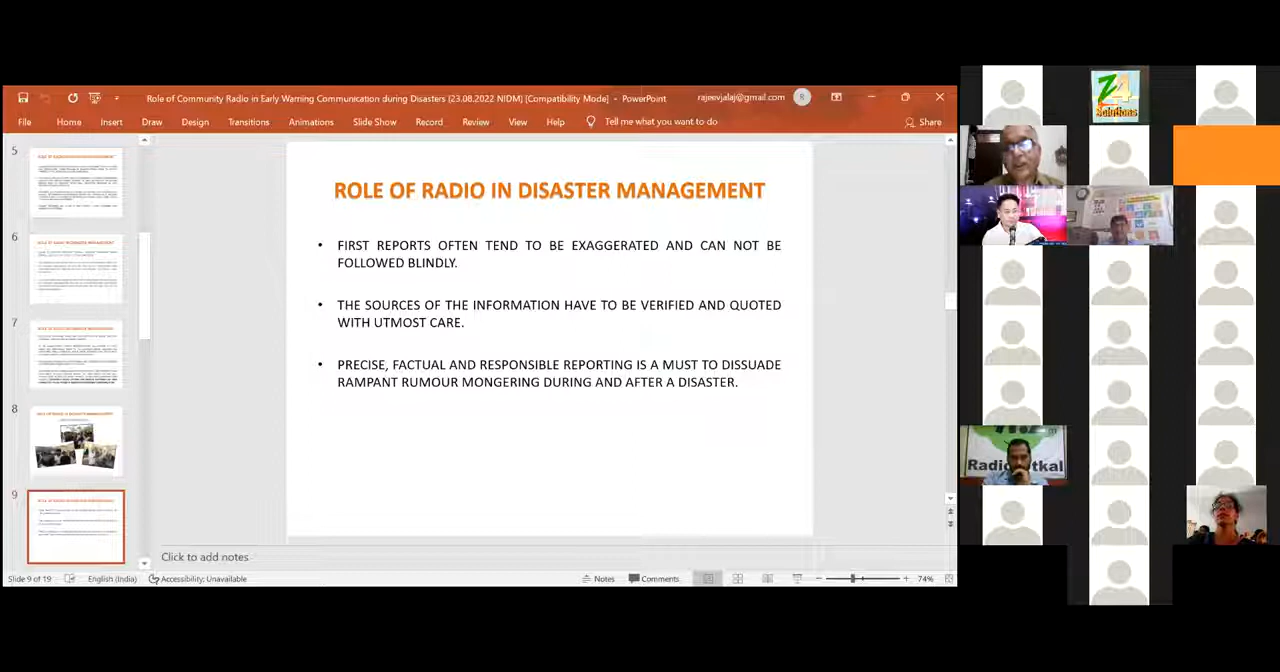 Role of Community Radio in Early Warning Communication during Disasters (23.08.2022 NIDM) [Compatibility Mode] - PowerPoint
rajeevjalaj@gmail.com
R
File Home Insert Draw Design Transitions Animations Slide Show Record Review View Help Tell me what you want to do Share
5
6
7
8
9
ROLE OF RADIO IN DISASTER MANAGEMENT
• FIRST REPORTS OFTEN TEND TO BE EXAGGERATED AND CAN NOT BE
FOLLOWED BLINDLY.
• THE SOURCES OF THE INFORMATION HAVE TO BE VERIFIED AND QUOTED
WITH UTMOST CARE.
• PRECISE, FACTUAL AND RESPONSIBLE REPORTING IS A MUST TO DISSUADE
RAMPANT RUMOUR MONGERING DURING AND AFTER A DISASTER.
Click to add notes
Slide 9 of 19 English (India) Accessibility: Unavailable Notes Comments 74%
Z4
Solutions
Radio
tkal